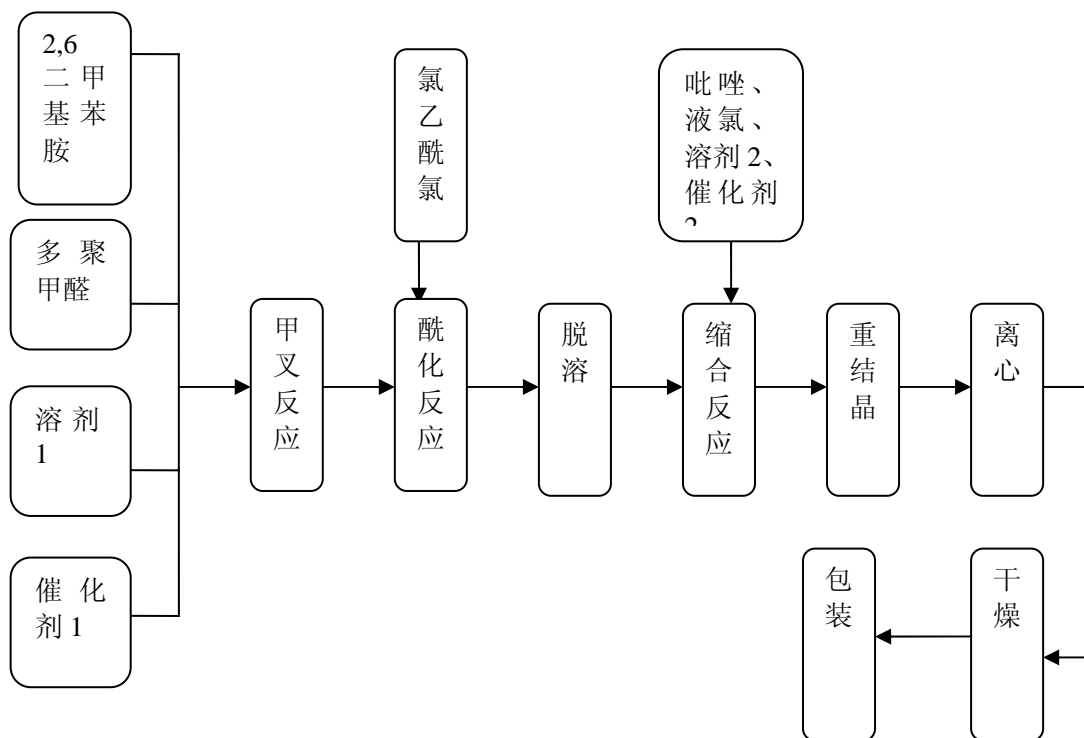 2,6
二甲
基苯
胺
多聚
甲醛
溶剂
1
催化
剂1
氯
乙
酰
氯
吡唑、
液氯、
溶剂2、
催化剂
甲
叉
反
应
酰
化
反
应
脱
溶
缩
合
反
应
重
结
晶
离
心
干
燥
包
装